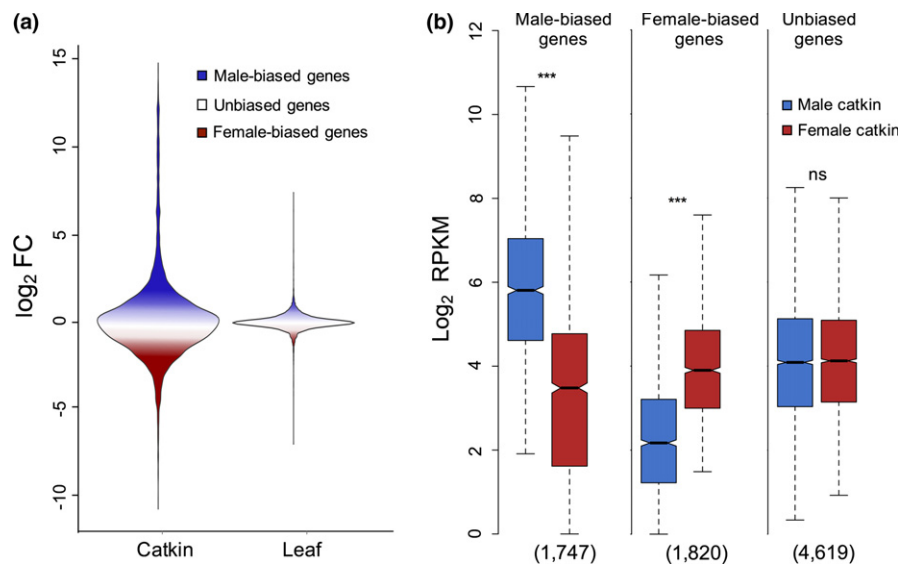 (a)
15
10
5
0
-5
-10
log₂ FC
Male-biased genes
Unbiased genes
Female-biased genes
Catkin
Leaf
(b)
Male-biased
genes
Female-biased
genes
Unbiased
genes
12
10
8
6
4
2
0
Log₂ RPKM
***
***
ns
Male catkin
Female catkin
(1,747)
(1,820)
(4,619)